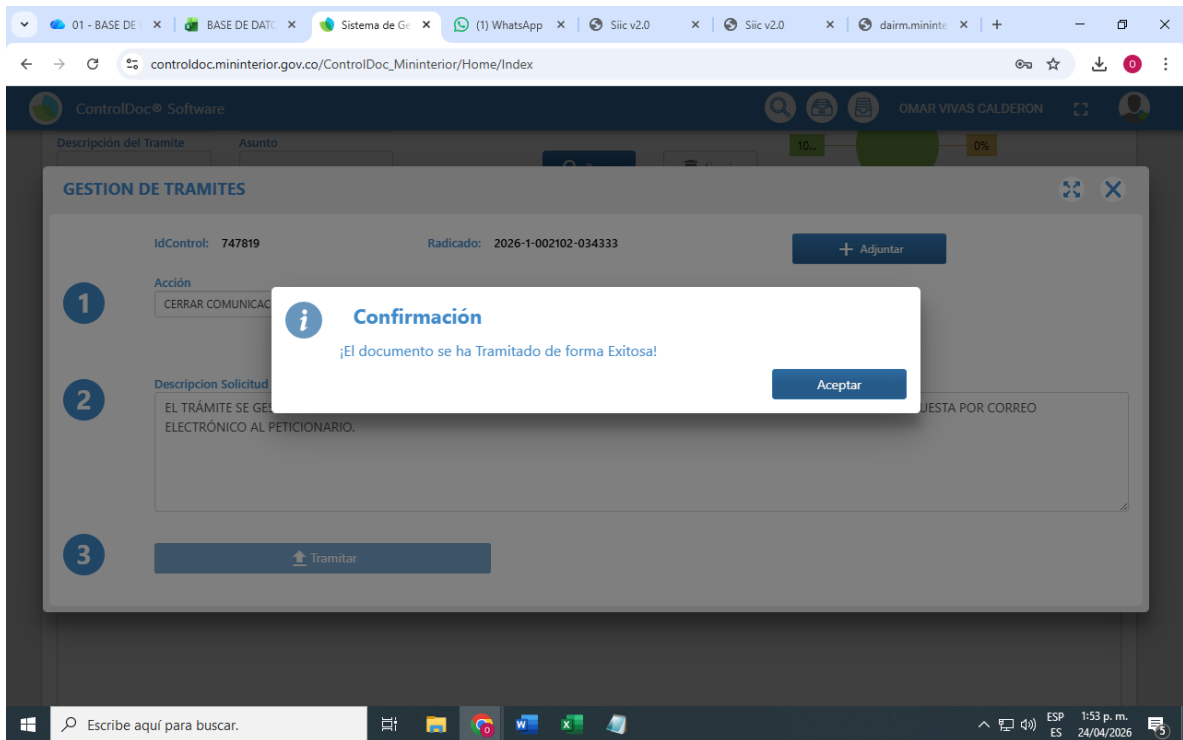 01 - BASE DE
BASE DE DATO
Sistema de Ge
(1) WhatsApp
Siic v2.0
Siic v2.0
dairm.mininte
controldoc.mininterior.gov.co/ControlDoc_Mininterior/Home/Index
ControlDoc® Software
OMAR VIVAS CALDERON
Descripción del Tramite
Asunto
10...
0%
GESTION DE TRAMITES
IdControl: 747819
Radicado: 2026-1-002102-034333
Adjuntar
Acción
1
CERRAR COMUNICAC
Confirmación
¡El documento se ha Tramitado de forma Exitosa!
Aceptar
2
Descripcion Solicitud
EL TRÁMITE SE GES UESTA POR CORREO
ELECTRÓNICO AL PETICIONARIO.
3
Tramitar
Escribe aquí para buscar.
ESP
ES
1:53 p. m.
24/04/2026
5